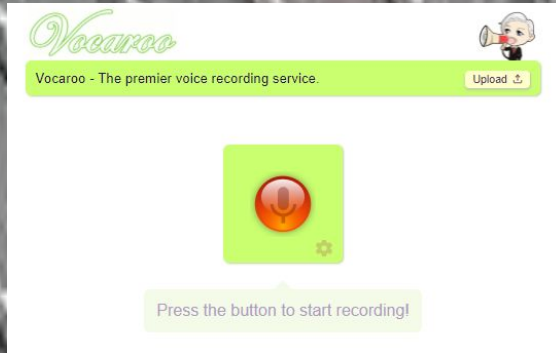 Vocaroo
Vocaroo - The premier voice recording service.
Upload
Press the button to start recording!